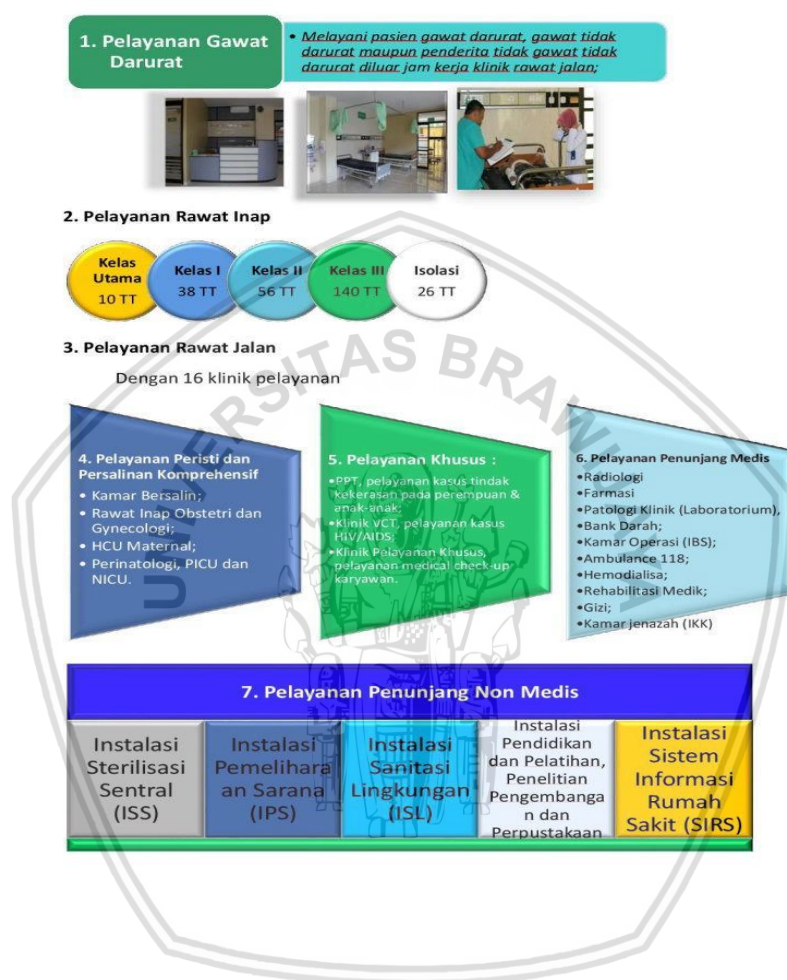 1. Pelayanan Gawat
Darurat
• Melayani pasien gawat darurat, gawat tidak
darurat maupun penderita tidak gawat tidak
darurat diluar jam kerja klinik rawat jalan;
2. Pelayanan Rawat Inap
Kelas
Utama
10 TT
Kelas I
38 TT
Kelas II
56 TT
Kelas III
140 TT
Isolasi
26 TT
3. Pelayanan Rawat Jalan
Dengan 16 klinik pelayanan
UNIVERSITAS BRAWIJAYA
4. Pelayanan Peristi dan
Persalinan Komprehensif
• Kamar Bersalin;
• Rawat Inap Obstetri dan
Gynecologi;
• HCU Maternal;
• Perinatologi, PICU dan
NICU.
5. Pelayanan Khusus :
•PPT, pelayanan kasus tindak
kekerasan pada perempuan &
anak-anak;
•Klinik VCT, pelayanan kasus
HIV/AIDS;
•Klinik Pelayanan Khusus,
pelayanan medical check-up
karyawan.
6. Pelayanan Penunjang Medis
•Radiologi
•Farmasi
•Patologi Klinik (Laboratorium),
•Bank Darah;
•Kamar Operasi (IBS);
•Ambulance 118;
•Hemodialisa;
•Rehabilitasi Medik;
•Gizi;
•Kamar jenazah (IKK)
7. Pelayanan Penunjang Non Medis
Instalasi
Sterilisasi
Sentral
(ISS)
Instalasi
Pemelihara
an Sarana
(IPS)
Instalasi
Sanitasi
Lingkungan
(ISL)
Instalasi
Pendidikan
dan Pelatihan,
Penelitian
Pengembanga
n dan
Perpustakaan
Instalasi
Sistem
Informasi
Rumah
Sakit (SIRS)